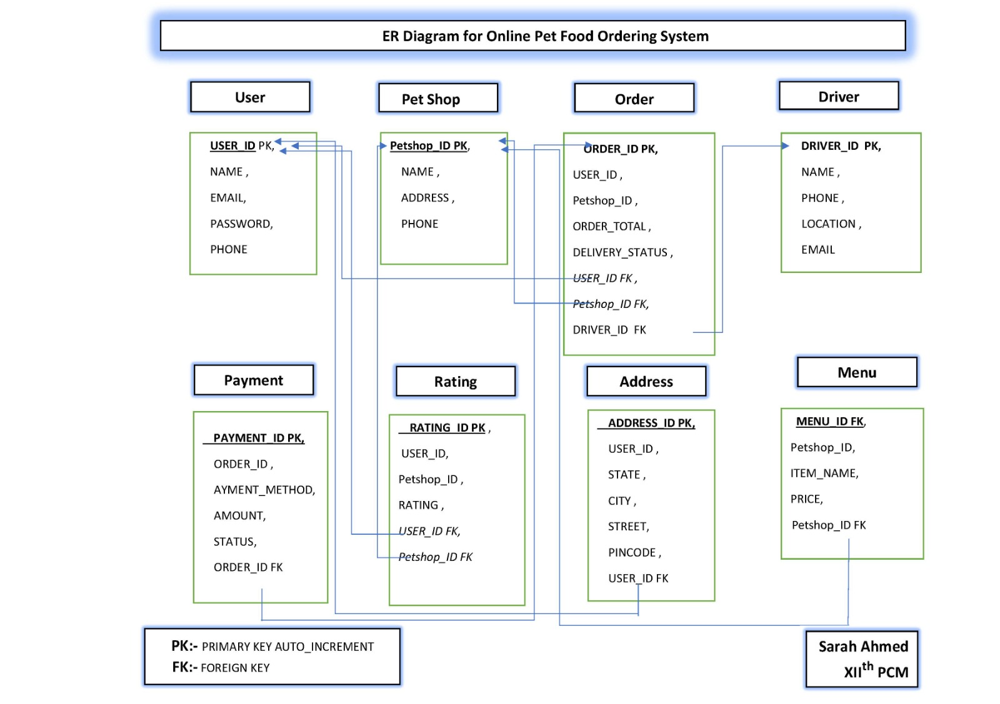 ER Diagram for Online Pet Food Ordering System
User
USER_ID PK,
NAME ,
EMAIL,
PASSWORD,
PHONE
Pet Shop
Petshop_ID PK,
NAME ,
ADDRESS ,
PHONE
Order
ORDER_ID PK,
USER_ID ,
Petshop_ID ,
ORDER_TOTAL ,
DELIVERY_STATUS ,
USER_ID FK ,
Petshop_ID FK,
DRIVER_ID FK
Driver
DRIVER_ID PK,
NAME ,
PHONE ,
LOCATION ,
EMAIL
Payment
PAYMENT_ID PK,
ORDER_ID ,
AYMENT_METHOD,
AMOUNT,
STATUS,
ORDER_ID FK
Rating
RATING_ID PK ,
USER_ID,
Petshop_ID ,
RATING ,
USER_ID FK,
Petshop_ID FK
Address
ADDRESS_ID PK,
USER_ID ,
STATE ,
CITY ,
STREET,
PINCODE ,
USER_ID FK
Menu
MENU_ID FK,
Petshop_ID,
ITEM_NAME,
PRICE,
Petshop_ID FK
PK:- PRIMARY KEY AUTO_INCREMENT
FK:- FOREIGN KEY
Sarah Ahmed
XIIth PCM